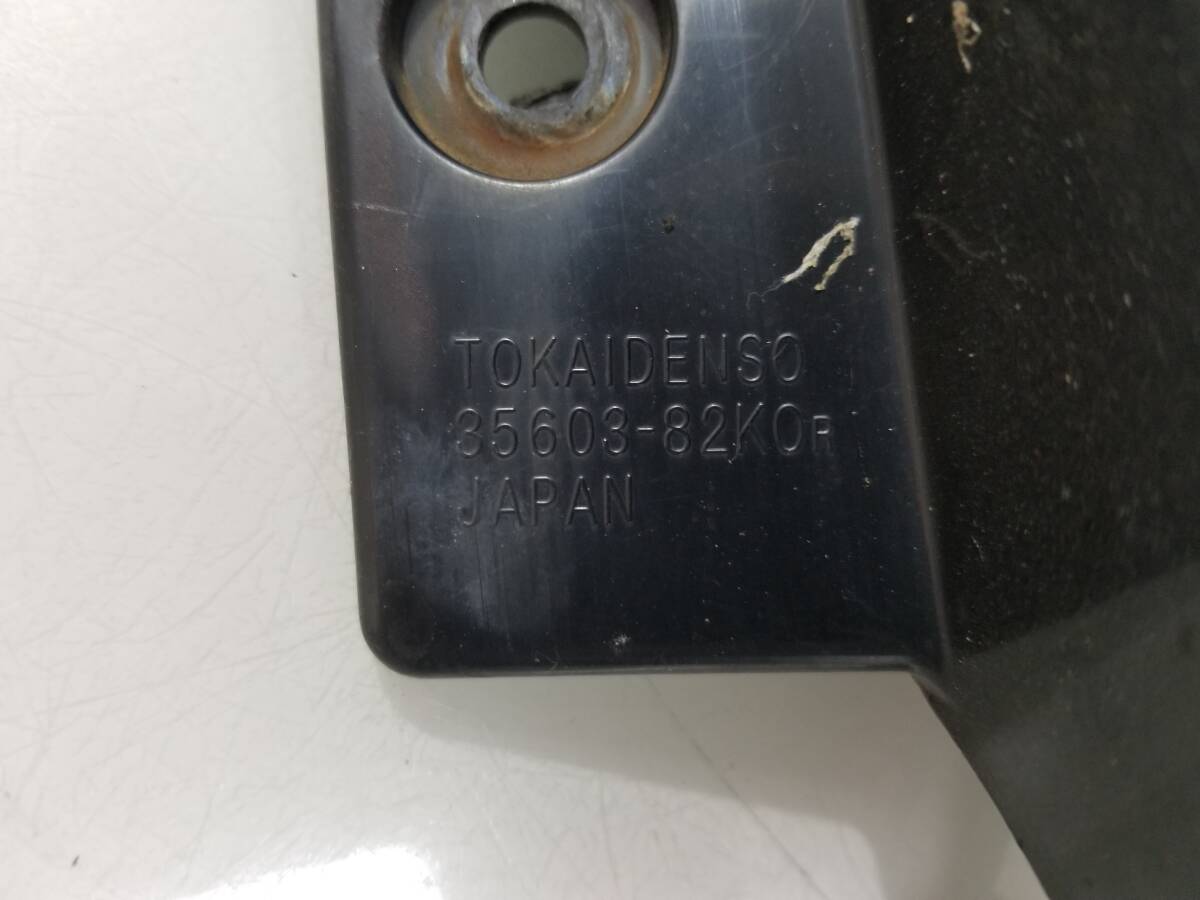 TOKAIDENSO
35603-82K0R
JAPAN